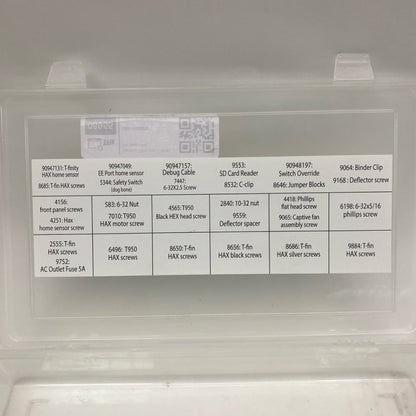 90947131: T-finity
HAX home sensor
8685: T-fin HAX screws
90947049:
EE Port home sensor
5344: Safety Switch
(dog bone)
90947157:
Debug Cable
7442:
6-32X2.5 Screw
9553:
SD Card Reader
8532: C-clip
90948197:
Switch Override
8646: Jumper Blocks
9064: Binder Clip
9168: Deflector screw
4156:
front panel screws
4251: Hax
home sensor screw
583: 6-32 Nut
7010: T950
HAX motor screw
4565: T950
Black HEX head screw
2840: 10-32 nut
9559:
Deflector spacer
4418: Phillips
flat head screw
9065: Captive fan
assembly screw
6198: 6-32x5/16
phillips screw
2555: T-fin
HAX screws
9752:
AC Outlet Fuse 5A
6496: T950
HAX screws
8650: T-fin
HAX screws
8656: T-fin
HAX black screws
8686: T-fin
HAX silver screws
9884: T-fin
HAX screws